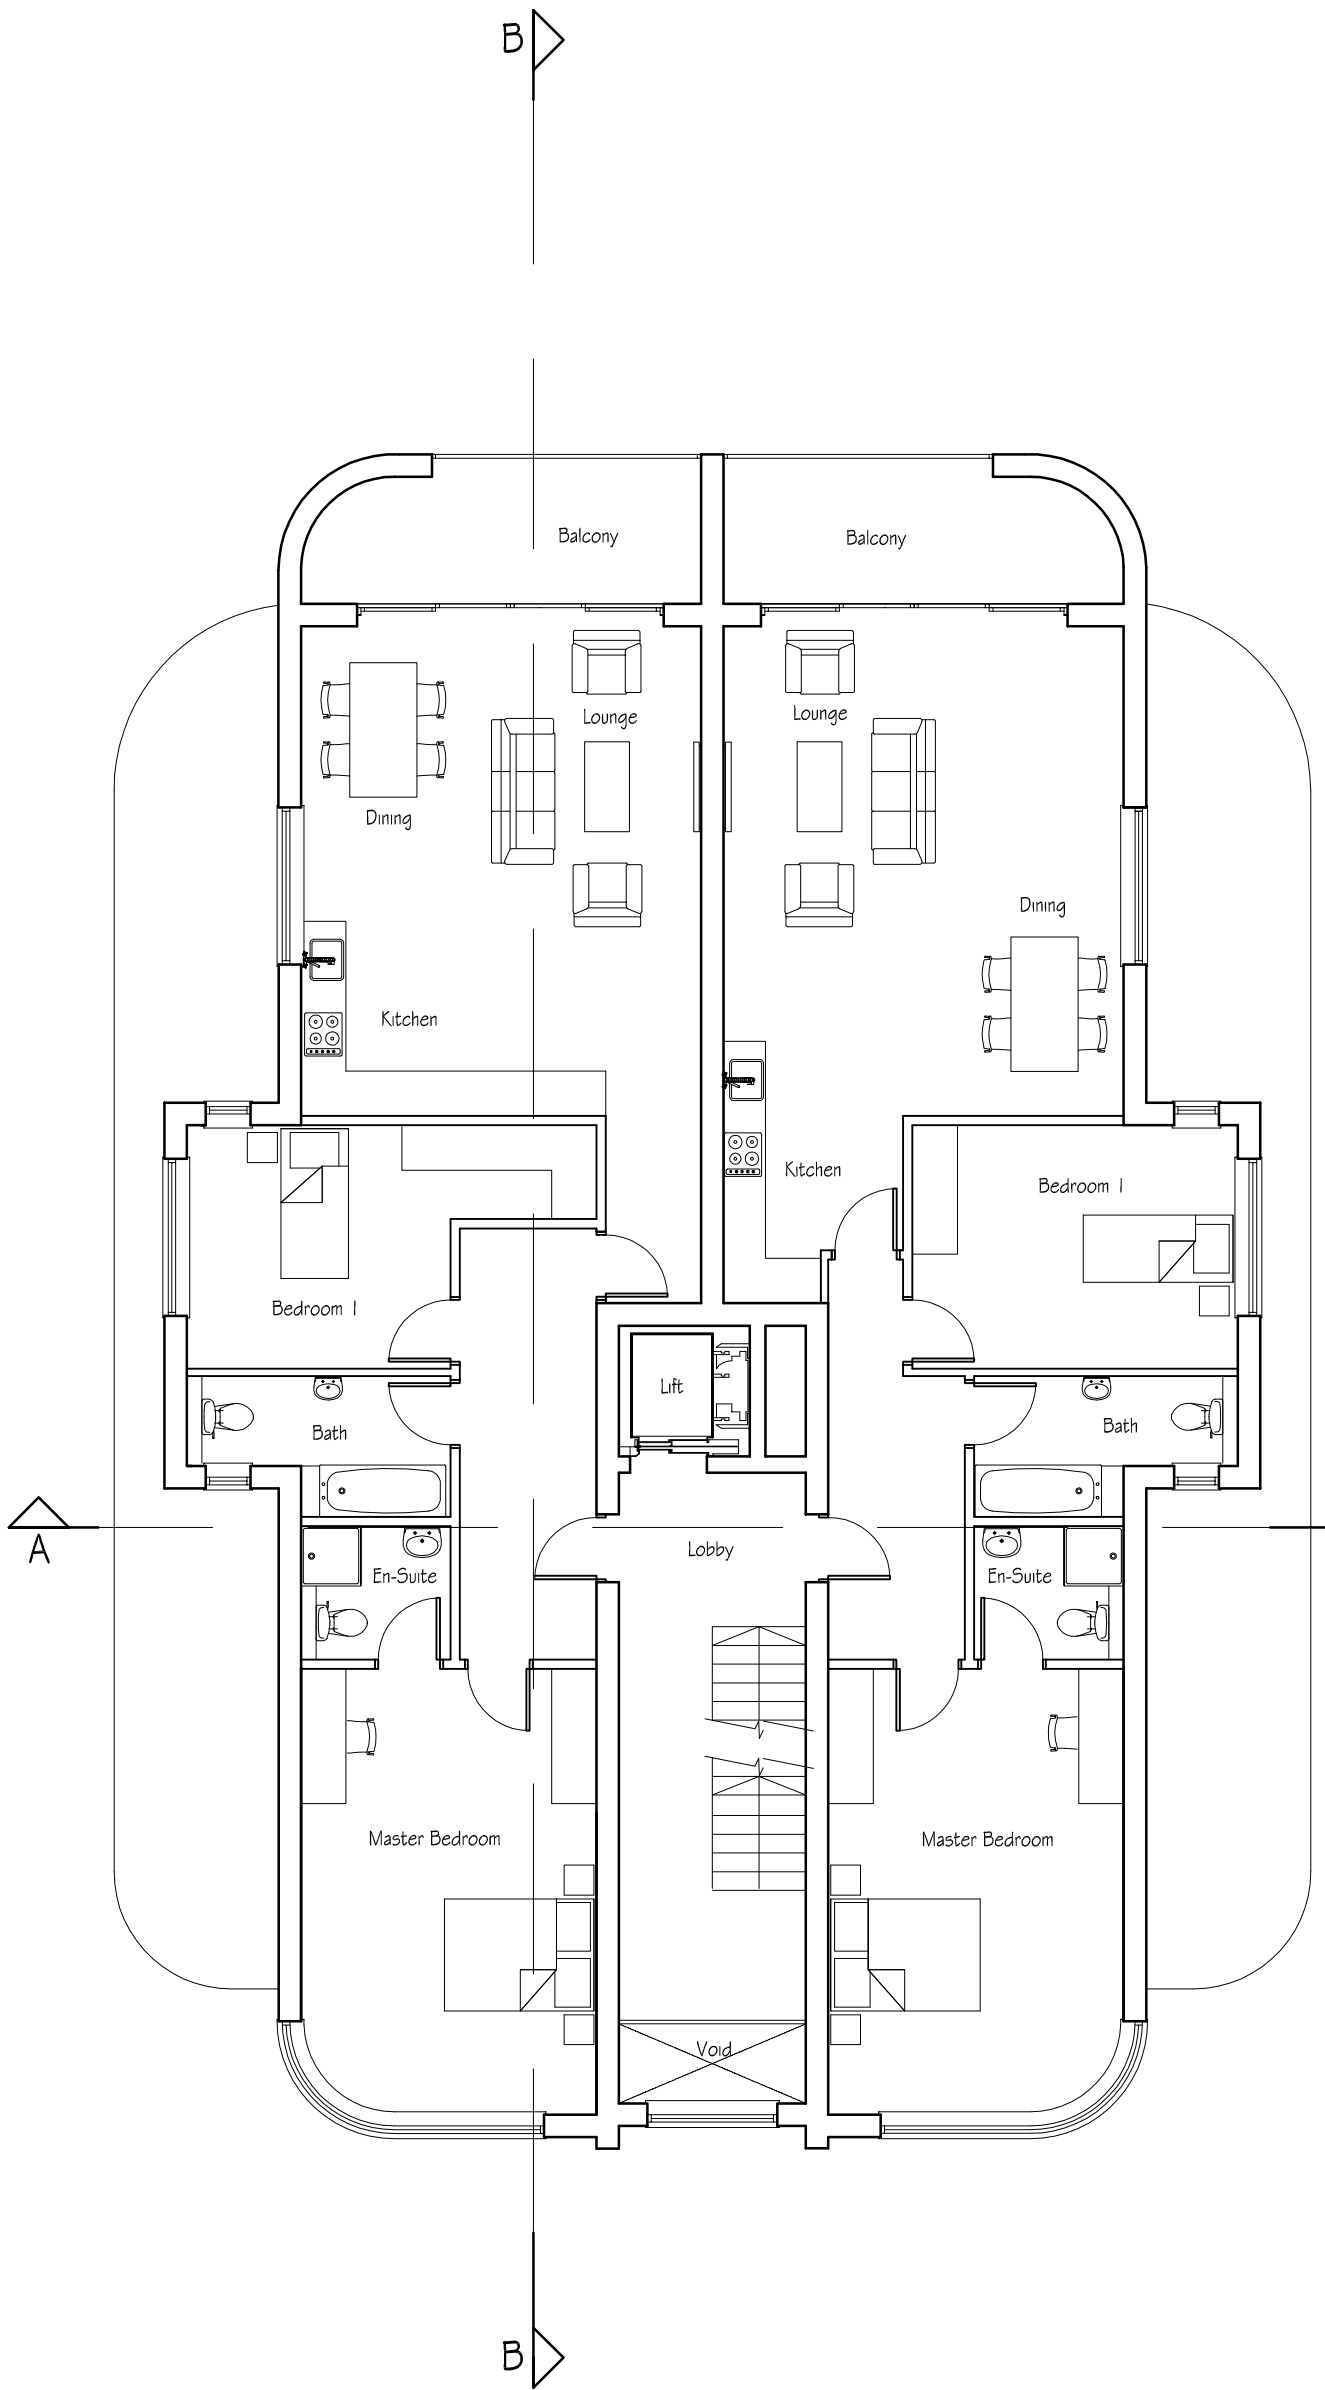 B
Balcony
Balcony
Lounge
Lounge
Dining
Dining
Kitchen
Kitchen
Bedroom 1
Bedroom 1
Lift
Bath
Bath
A
Lobby
En-Suite
En-Suite
Master Bedroom
Master Bedroom
Void
B